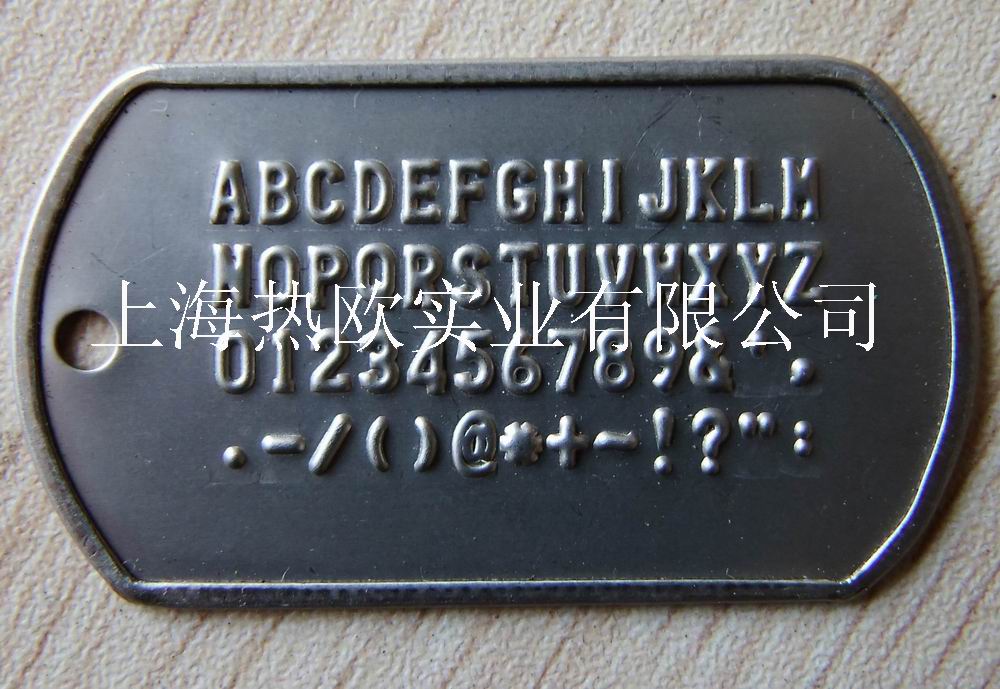 ABCDEFGHIJKLM
NOPQRSTUVWXYZ
上海热欧实业有限公司
0123456789&',
.-/()@*+~!?":